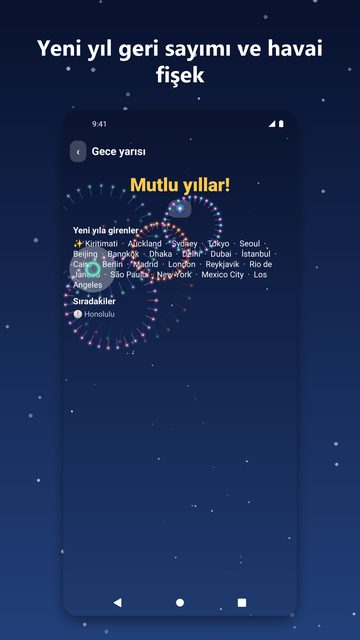 Yeni yıl geri sayımı ve havai
fişek
9:41
Gece yarısı
Mutlu yıllar!
Yeni yıla girenler
✨ Kiritimati · Auckland · Sydney · Tokyo · Seoul ·
Beijing · Bangkok · Dhaka · Delhi · Dubai · İstanbul ·
Cairo · Berlin · Madrid · London · Reykjavik · Rio de
Janeiro · São Paulo · New York · Mexico City · Los
Angeles
Sıradakiler
🕛 Honolulu